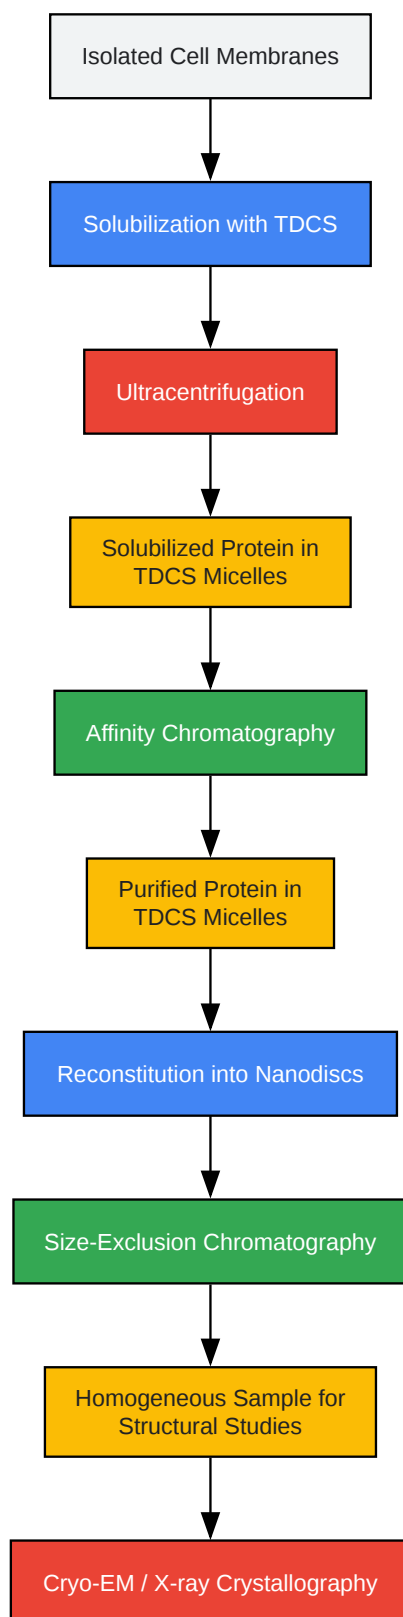 Isolated Cell Membranes
Solubilization with TDCS
Ultracentrifugation
Solubilized Protein in
TDCS Micelles
Affinity Chromatography
Purified Protein in
TDCS Micelles
Reconstitution into Nanodiscs
Size-Exclusion Chromatography
Homogeneous Sample for
Structural Studies
Cryo-EM / X-ray Crystallography